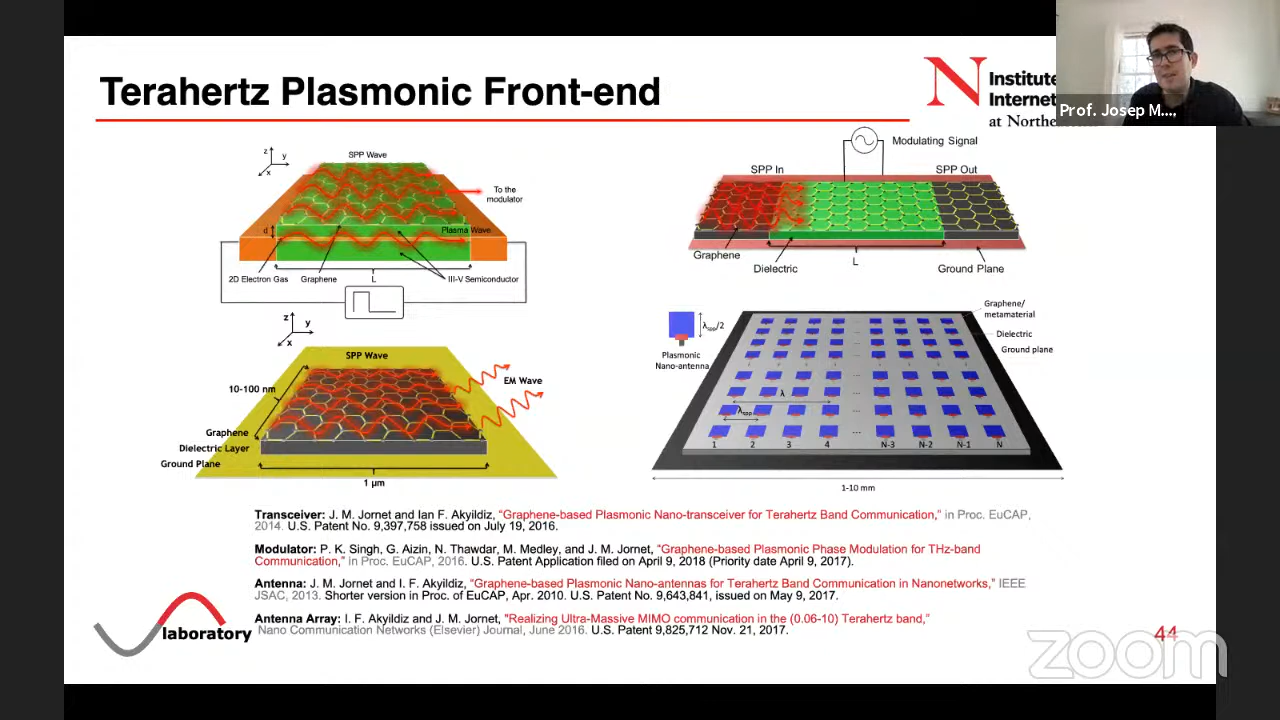 Terahertz Plasmonic Front-end
N
Institute
Internet
at Northe
Prof. Josep M....
z
y
x
SPP Wave
To the
modulator
d
Plasma Wave
2D Electron Gas
Graphene
L
III-V Semiconductor
Modulating Signal
SPP In
SPP Out
Graphene
Dielectric
L
Ground Plane
z
y
x
SPP Wave
10-100 nm
EM Wave
Graphene
Dielectric Layer
Ground Plane
1 µm
λspp/2
Plasmonic
Nano-antenna
Graphene/
metamaterial
Dielectric
Ground plane
λ
λspp
1 2 3 4 ... N-3 N-2 N-1 N
1-10 mm
Transceiver: J. M. Jornet and Ian F. Akyildiz, “Graphene-based Plasmonic Nano-transceiver for Terahertz Band Communication,” in Proc. EuCAP,
2014. U.S. Patent No. 9,397,758 issued on July 19, 2016.
Modulator: P. K. Singh, G. Aizin, N. Thawdar, M. Medley, and J. M. Jornet, “Graphene-based Plasmonic Phase Modulation for THz-band
Communication,” in Proc. EuCAP, 2016. U.S. Patent Application filed on April 9, 2018 (Priority date April 9, 2017).
Antenna: J. M. Jornet and I. F. Akyildiz, “Graphene-based Plasmonic Nano-antennas for Terahertz Band Communication in Nanonetworks,” IEEE
JSAC, 2013. Shorter version in Proc. of EuCAP, Apr. 2010. U.S. Patent No. 9,643,841, issued on May 9, 2017.
Antenna Array: I. F. Akyildiz and J. M. Jornet, “Realizing Ultra-Massive MIMO communication in the (0.06-10) Terahertz band,”
Nano Communication Networks (Elsevier) Journal, June 2016. U.S. Patent 9,825,712 Nov. 21, 2017.
laboratory
44
zoom